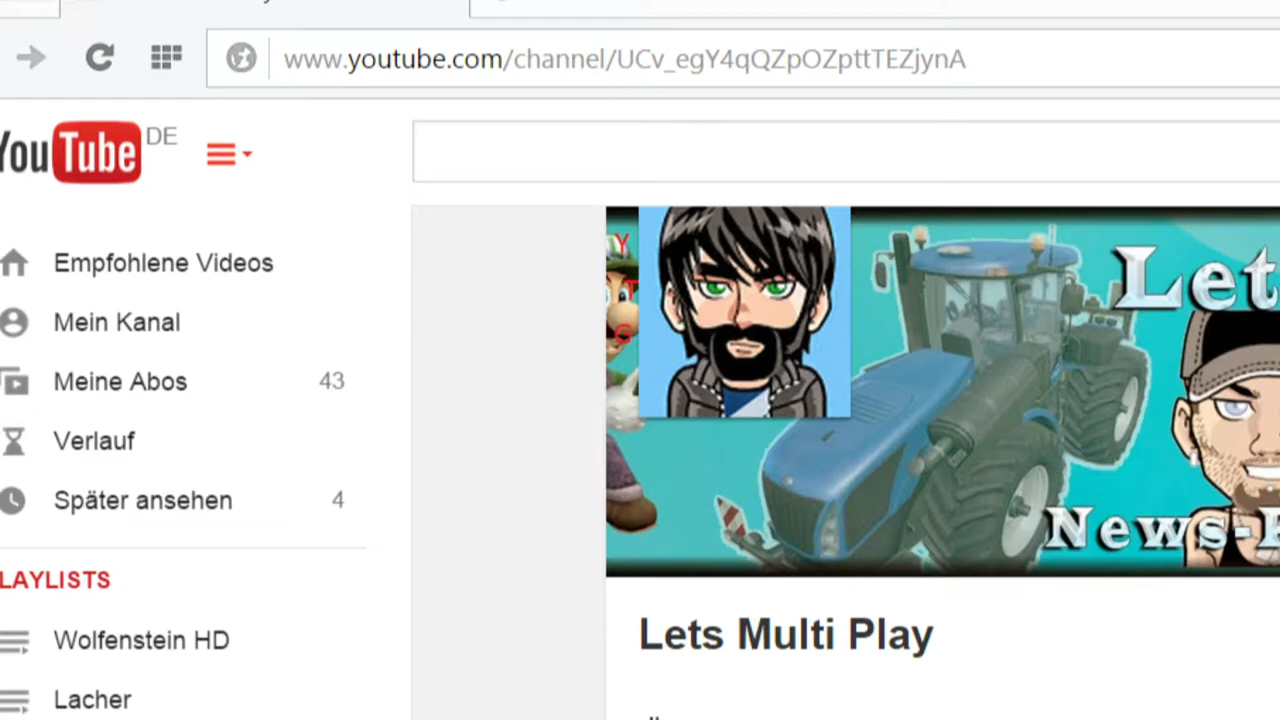 www.youtube.com/channel/UCv_egY4qQZpOZpttTEZjynA
YouTube DE
Empfohlene Videos
Mein Kanal
Meine Abos 43
Verlauf
Später ansehen 4
LAYLISTS
Wolfenstein HD
Lacher
Y
T
G
Let
News-P
Lets Multi Play